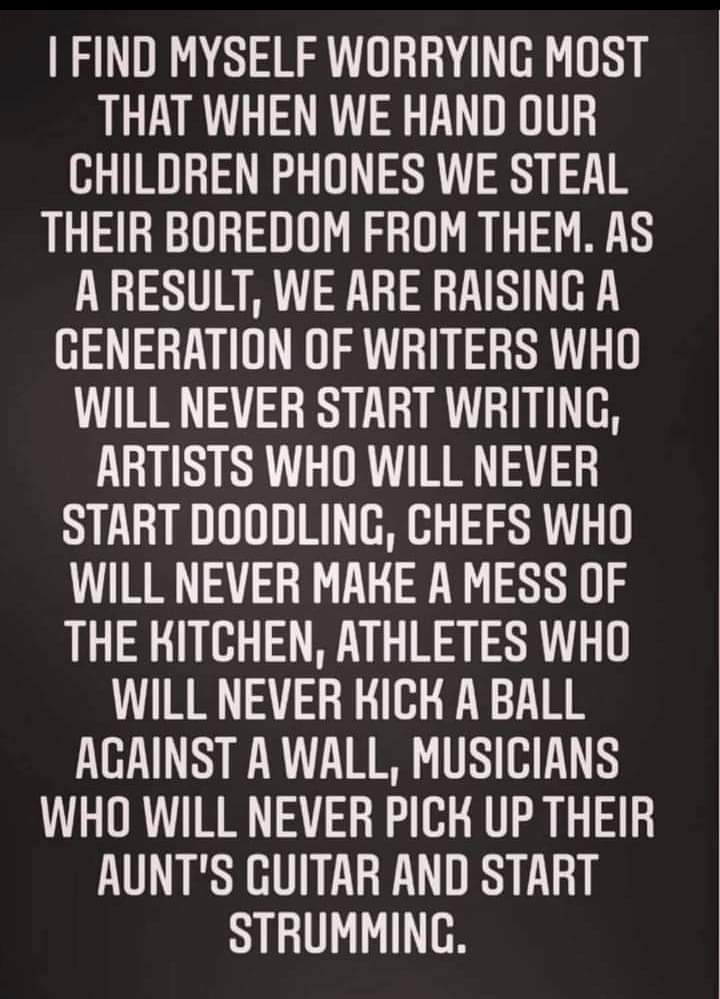 I FIND MYSELF WORRYING MOST
THAT WHEN WE HAND OUR
CHILDREN PHONES WE STEAL
THEIR BOREDOM FROM THEM. AS
A RESULT, WE ARE RAISING A
GENERATION OF WRITERS WHO
WILL NEVER START WRITING,
ARTISTS WHO WILL NEVER
START DOODLING, CHEFS WHO
WILL NEVER MAKE A MESS OF
THE KITCHEN, ATHLETES WHO
WILL NEVER KICK A BALL
AGAINST A WALL, MUSICIANS
WHO WILL NEVER PICK UP THEIR
AUNT'S GUITAR AND START
STRUMMING.